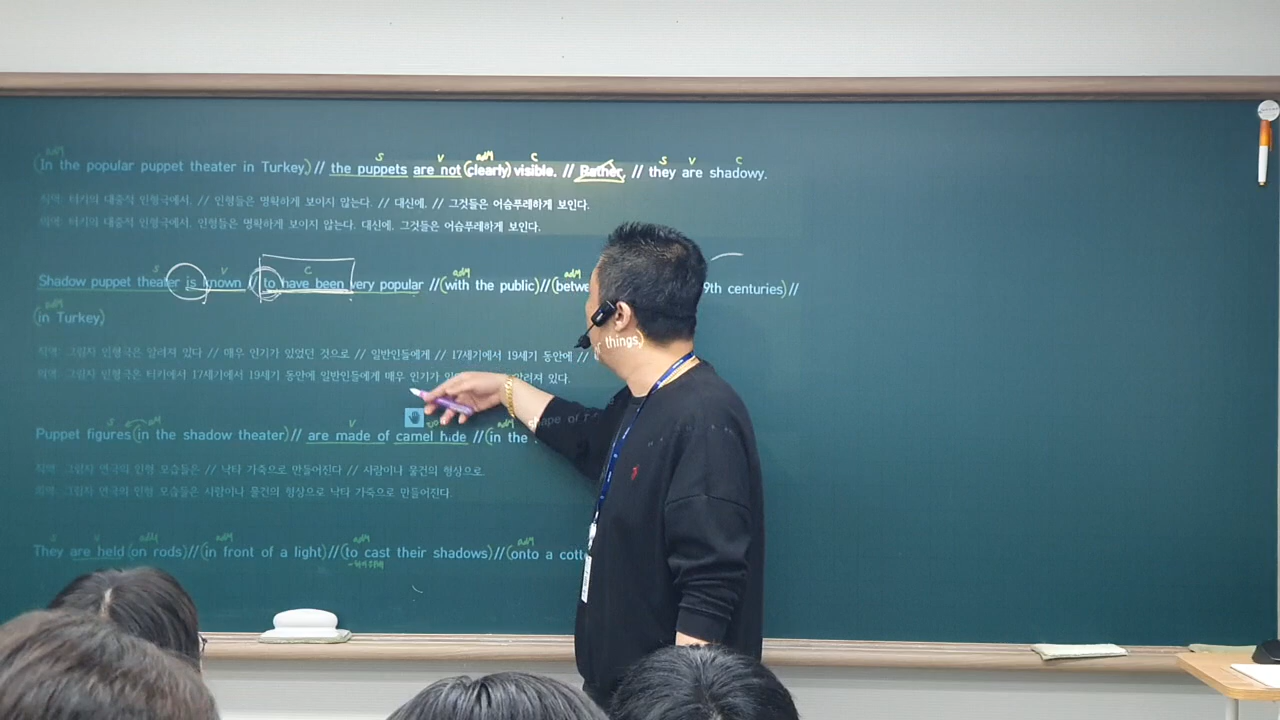 (In the popular puppet theater in Turkey)// the puppets are not (clearly) visible. // Rather, // they are shadowy.
직역: 터키의 대중적 인형극에서, // 인형들은 명확하게 보이지 않는다. // 대신에, // 그것들은 어슴푸레하게 보인다.
의역: 터키의 대중적 인형극에서, 인형들은 명확하게 보이지 않는다. 대신에, 그것들은 어슴푸레하게 보인다.
Shadow puppet theater is known // to have been very popular //(with the public)// 9th centuries)//
(in Turkey)
직역: 그림자 인형극은 알려져 있다 // 매우 인기가 있었던 것으로 // 일반인들에게 // 17세기에서 19세기 동안에 //
의역: 그림자 인형극은 터키에서 17세기에서 19세기 동안에 일반인들에게 매우 인기가 알려져 있다.
things)
Puppet figures (in the shadow theater)// are made of camel hide //(in the shape of
직역: 그림자 연극의 인형 모습들은 // 낙타 가죽으로 만들어진다 // 사람이나 물건의 형상으로
의역: 그림자 연극의 인형 모습들은 사람이나 물건의 형상으로 낙타 가죽으로 만들어진다.
They are held (on rods)//(in front of a light)//(to cast their shadows)//(onto a